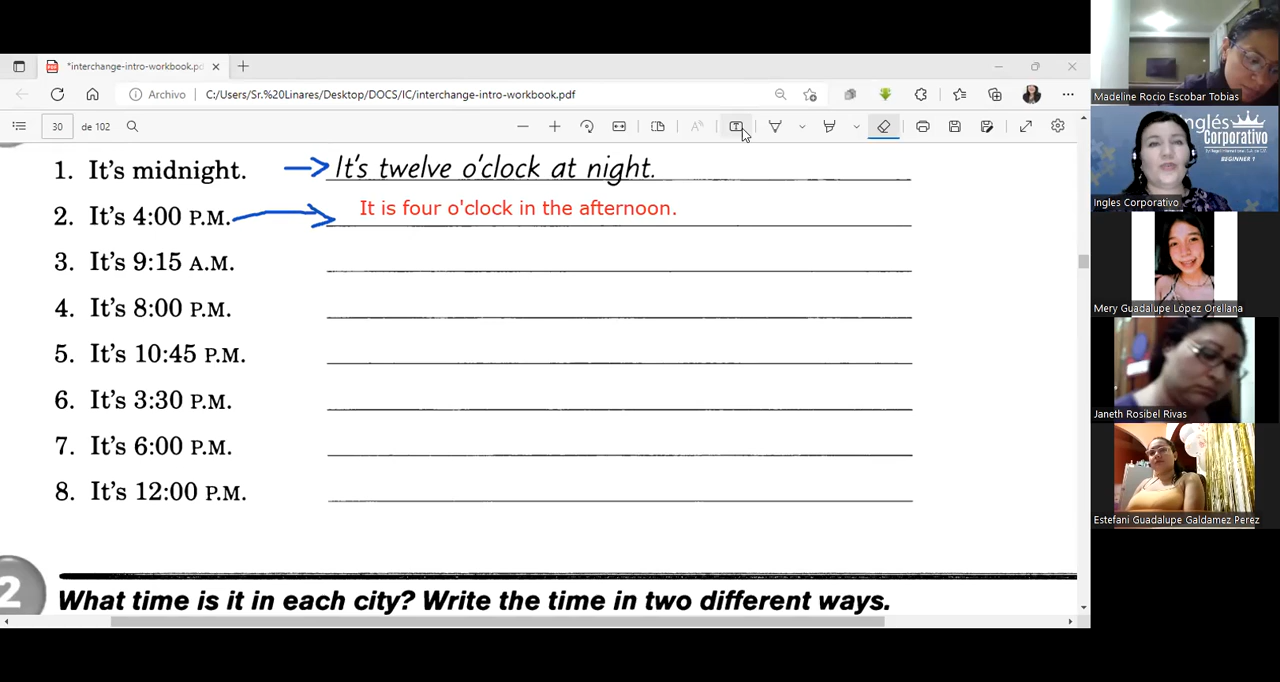 *interchange-intro-workbook.pd
Archivo
C:/Users/Sr.%20Linares/Desktop/DOCS/IC/interchange-intro-workbook.pdf
30 de 102
1. It's midnight. It's twelve o'clock at night.
2. It's 4:00 P.M. It is four o'clock in the afternoon.
3. It's 9:15 A.M.
4. It's 8:00 P.M.
5. It's 10:45 P.M.
6. It's 3:30 P.M.
7. It's 6:00 P.M.
8. It's 12:00 P.M.
2 What time is it in each city? Write the time in two different ways.
Madeline Rocio Escobar Tobias
Inglés
Corporativo
BEGINNER 1
Ingles Corporativo
Mery Guadalupe López Orellana
Janeth Rosibel Rivas
Estefani Guadalupe Galdamez Perez